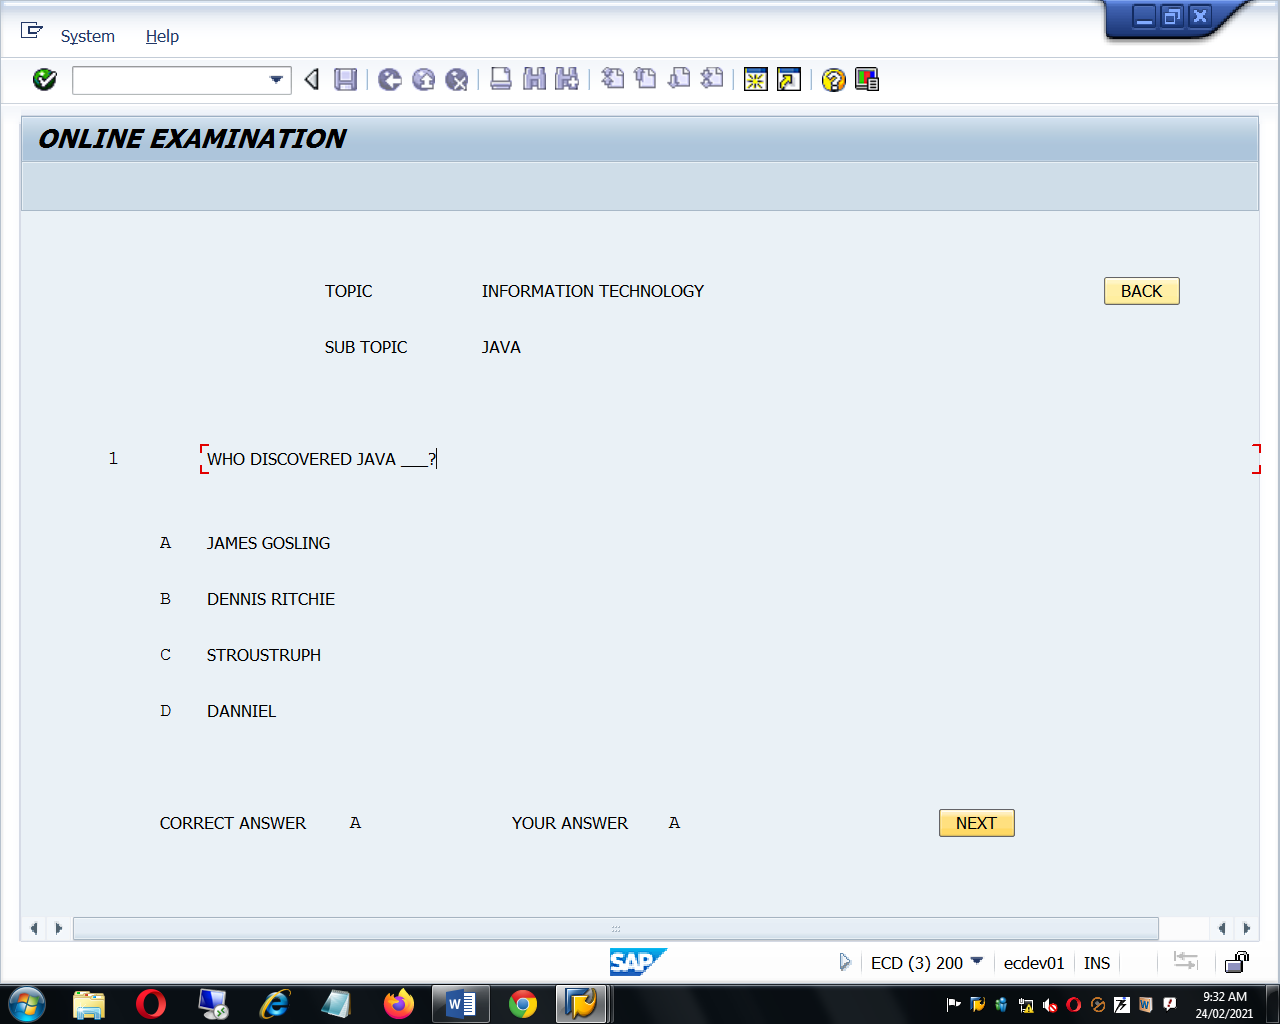 System Help
ONLINE EXAMINATION
TOPIC INFORMATION TECHNOLOGY BACK
SUB TOPIC JAVA
1 WHO DISCOVERED JAVA ___?
A JAMES GOSLING
B DENNIS RITCHIE
C STROUSTRUPH
D DANNIEL
CORRECT ANSWER A YOUR ANSWER A NEXT
SAP ECD (3) 200 ecdev01 INS
9:32 AM
24/02/2021